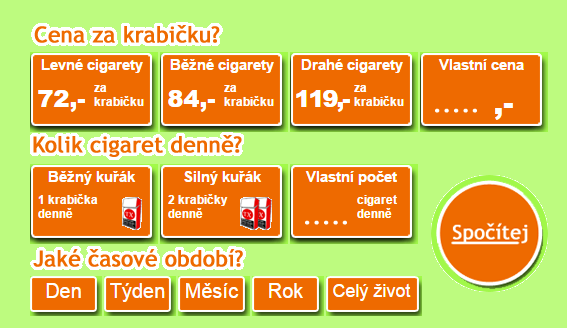 Cena za krabičku?
Levné cigarety
72,- za krabičku
Běžné cigarety
84,- za krabičku
Drahé cigarety
119,- za krabičku
Vlastní cena
..... ,-
Kolik cigaret denně?
Běžný kuřák
1 krabička
denně
Silný kuřák
2 krabičky
denně
Vlastní počet
..... cigaret denně
Spočítej
Jaké časové období?
Den
Týden
Měsíc
Rok
Celý život